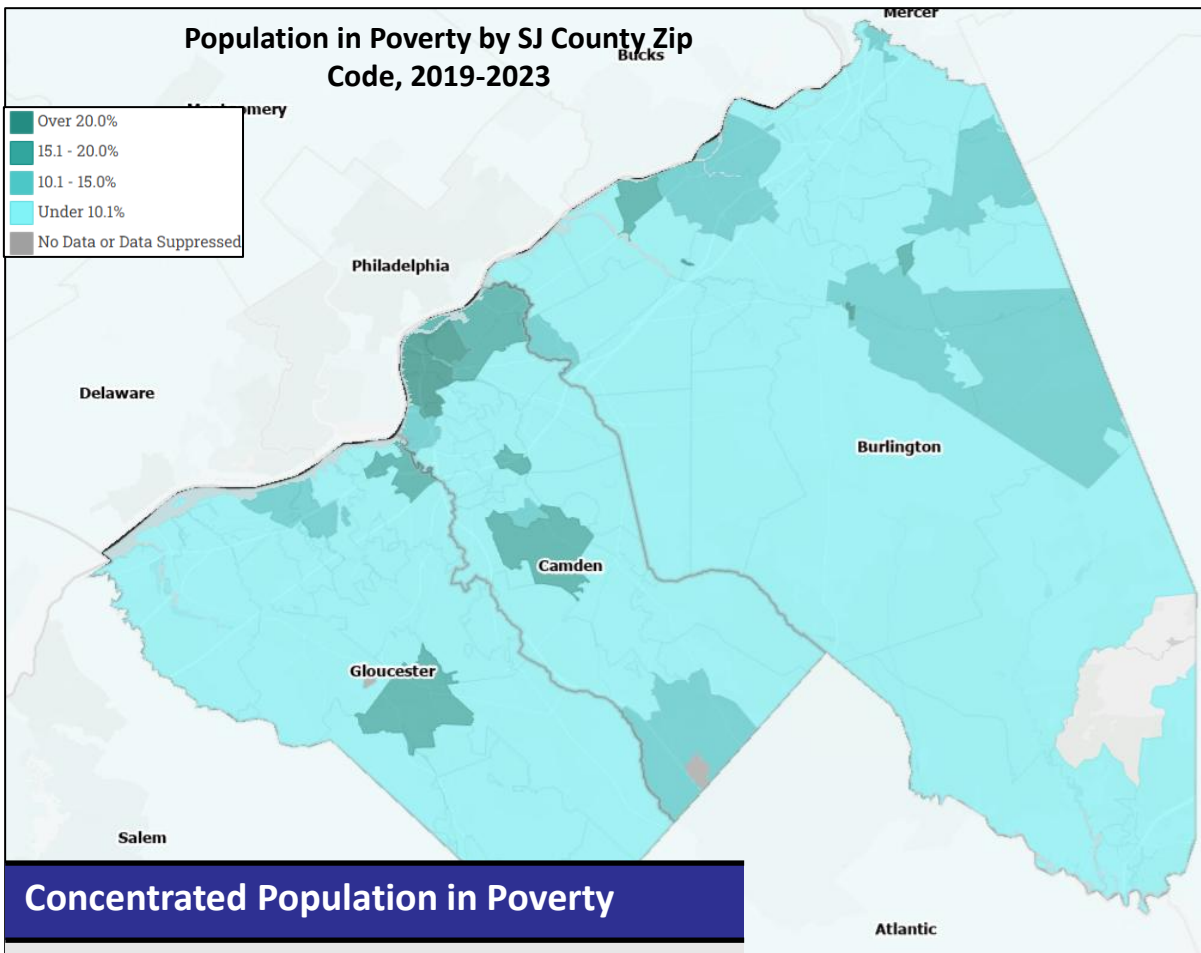 Population in Poverty by SJ County Zip
Code, 2019-2023
Mercer
Bucks
Over 20.0%
15.1 - 20.0%
10.1 - 15.0%
Under 10.1%
No Data or Data Suppressed
Philadelphia
Delaware
Burlington
Camden
Gloucester
Salem
Concentrated Population in Poverty
Atlantic